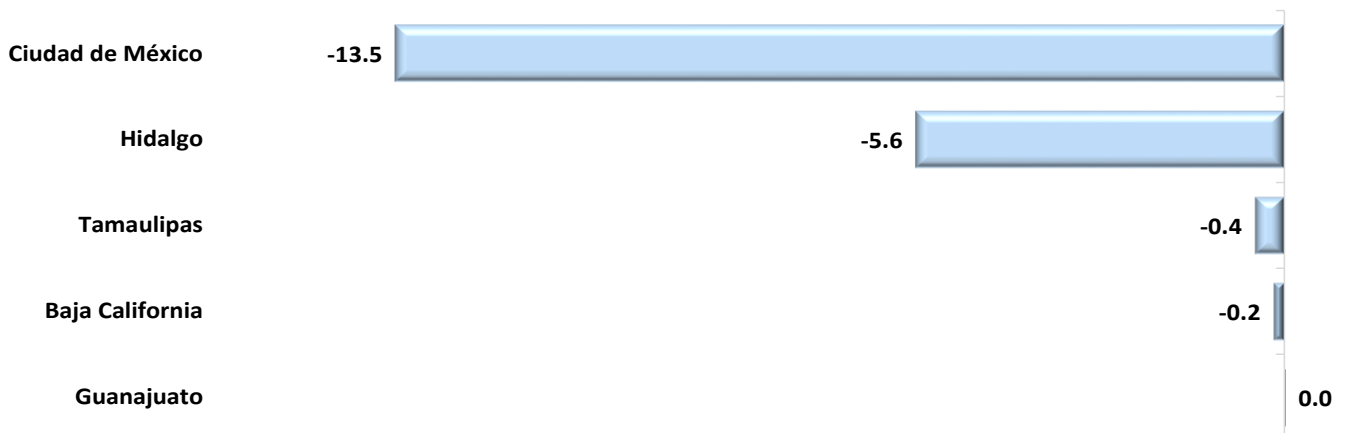 Ciudad de México -13.5
Hidalgo -5.6
Tamaulipas -0.4
Baja California -0.2
Guanajuato 0.0